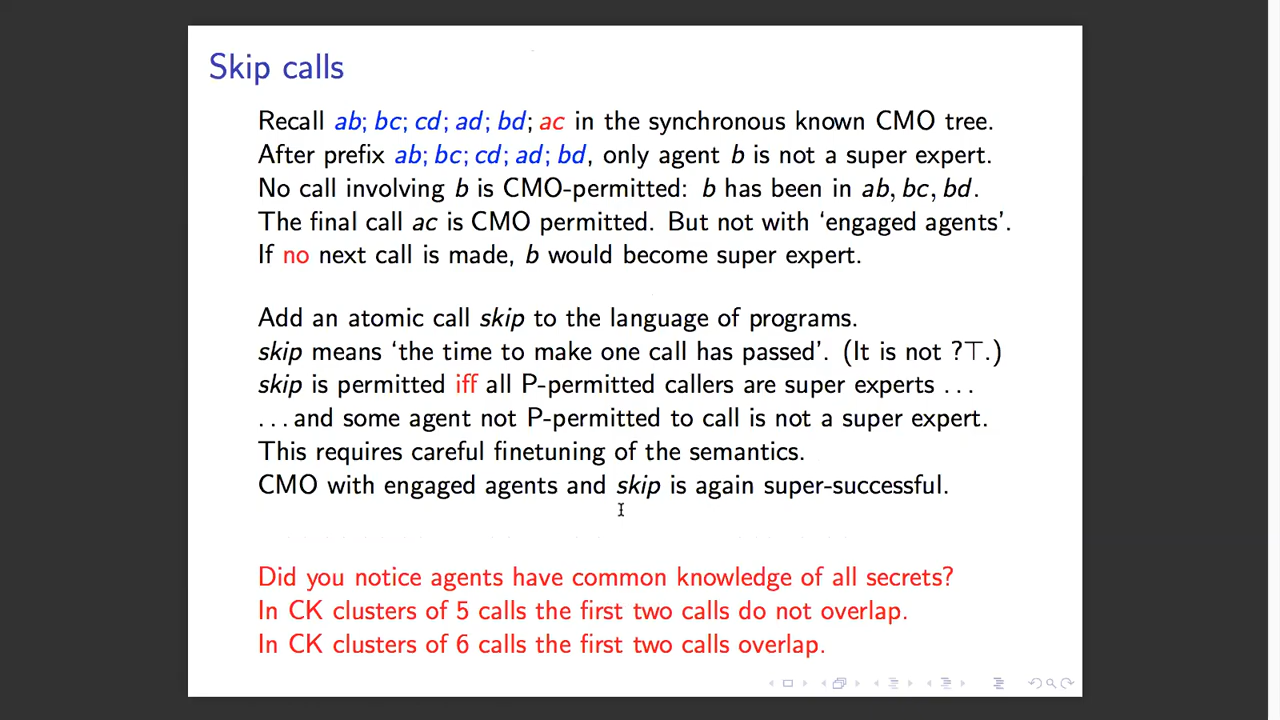 Skip calls
Recall ab; bc; cd; ad; bd; ac in the synchronous known CMO tree.
After prefix ab; bc; cd; ad; bd, only agent b is not a super expert.
No call involving b is CMO-permitted: b has been in ab, bc, bd.
The final call ac is CMO permitted. But not with ‘engaged agents’.
If no next call is made, b would become super expert.
Add an atomic call skip to the language of programs.
skip means ‘the time to make one call has passed’. (It is not ?⊤.)
skip is permitted iff all P-permitted callers are super experts ...
...and some agent not P-permitted to call is not a super expert.
This requires careful finetuning of the semantics.
CMO with engaged agents and skip is again super-successful.
Did you notice agents have common knowledge of all secrets?
In CK clusters of 5 calls the first two calls do not overlap.
In CK clusters of 6 calls the first two calls overlap.